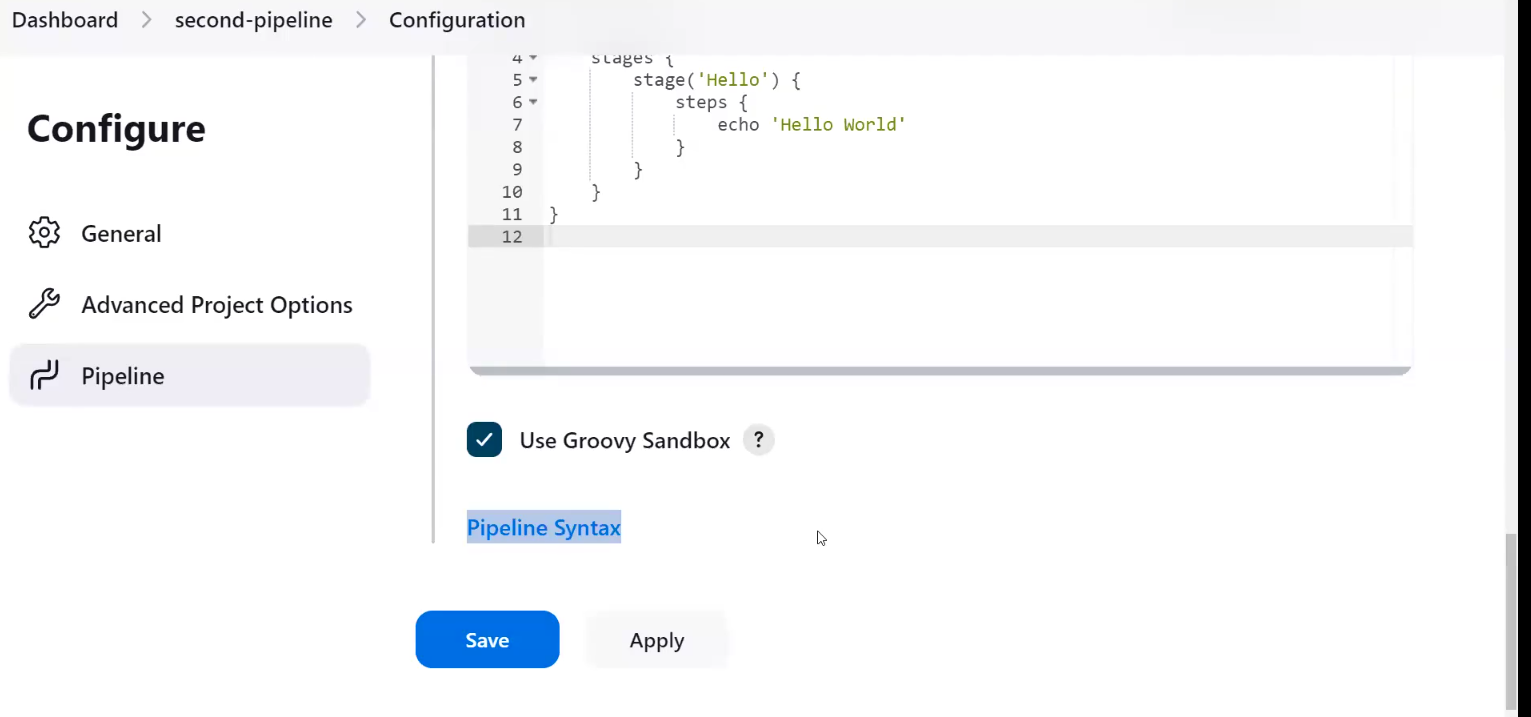 Dashboard > second-pipeline > Configuration
Configure
General
Advanced Project Options
Pipeline
4 stages {
5 stage('Hello') {
6 steps {
7 echo 'Hello World'
8 }
9 }
10 }
11 }
12
Use Groovy Sandbox ?
Pipeline Syntax
Save Apply